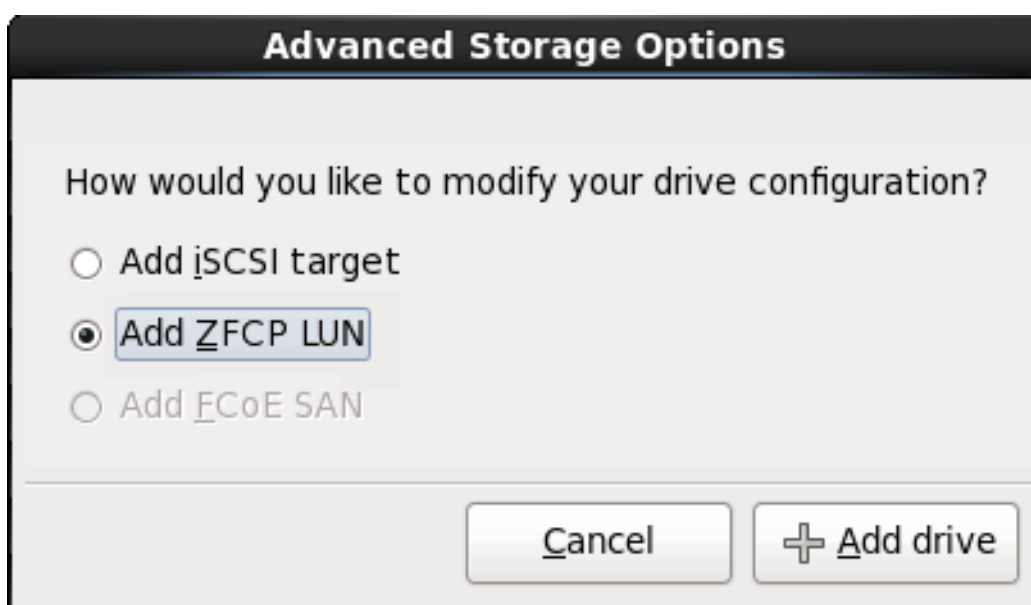 Advanced Storage Options
How would you like to modify your drive configuration?
Add iSCSI target
Add ZFCP LUN
Add FCoE SAN
Cancel
Add drive